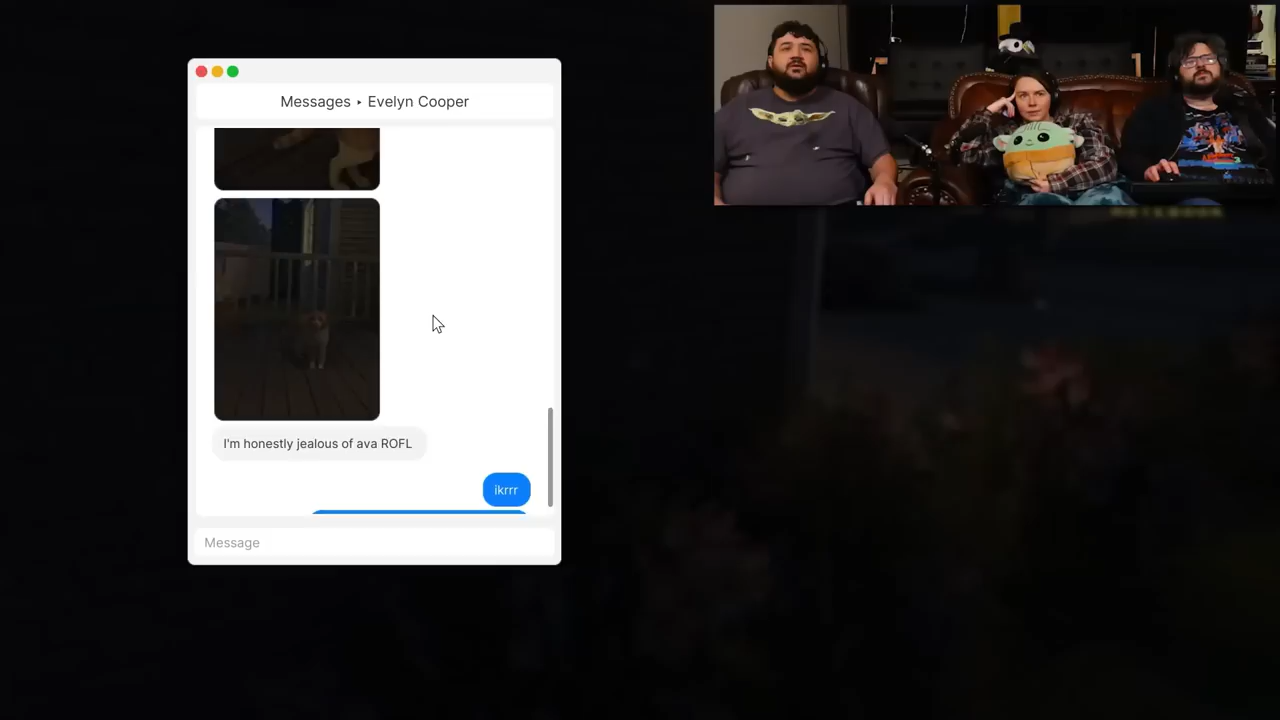 Messages ▸ Evelyn Cooper
I'm honestly jealous of ava ROFL
ikrrr
Message